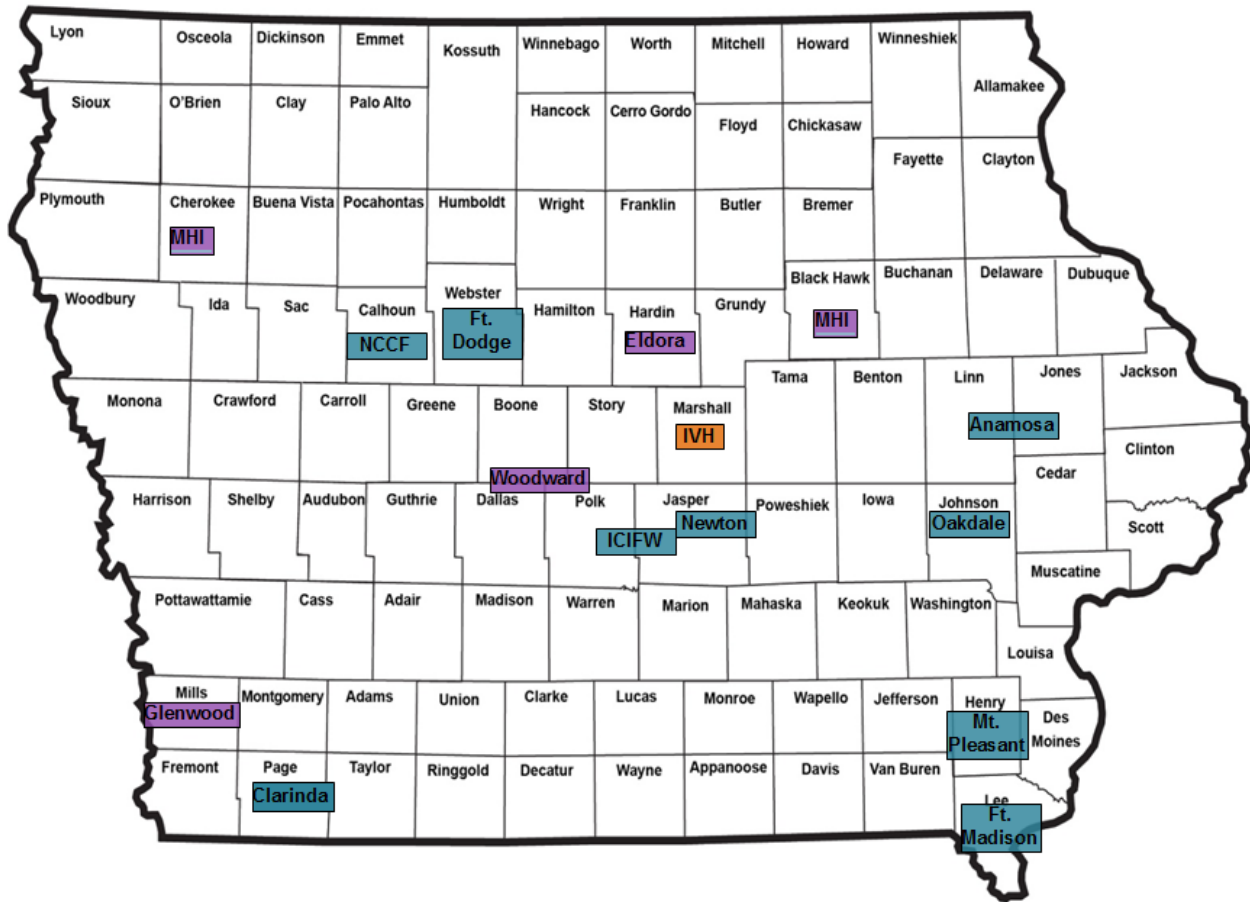 Lyon
Osceola
Dickinson
Emmet
Kossuth
Winnebago
Worth
Mitchell
Howard
Winneshiek
Allamakee
Sioux
O'Brien
Clay
Palo Alto
Hancock
Cerro Gordo
Floyd
Chickasaw
Fayette
Clayton
Plymouth
Cherokee
MHI
Buena Vista
Pocahontas
Humboldt
Wright
Franklin
Butler
Bremer
Woodbury
Ida
Sac
Calhoun
NCCF
Webster
Ft.
Dodge
Hamilton
Hardin
Eldora
Grundy
Black Hawk
MHI
Buchanan
Delaware
Dubuque
Monona
Crawford
Carroll
Greene
Boone
Woodward
Story
Marshall
IVH
Tama
Benton
Linn
Jones
Anamosa
Jackson
Clinton
Cedar
Scott
Harrison
Shelby
Audubon
Guthrie
Dallas
Polk
ICIFW
Jasper
Newton
Poweshiek
Iowa
Johnson
Oakdale
Muscatine
Pottawattamie
Cass
Adair
Madison
Warren
Marion
Mahaska
Keokuk
Washington
Louisa
Mills
Glenwood
Montgomery
Adams
Union
Clarke
Lucas
Monroe
Wapello
Jefferson
Henry
Mt.
Pleasant
Des
Moines
Fremont
Page
Clarinda
Taylor
Ringgold
Decatur
Wayne
Appanoose
Davis
Van Buren
Lee
Ft.
Madison